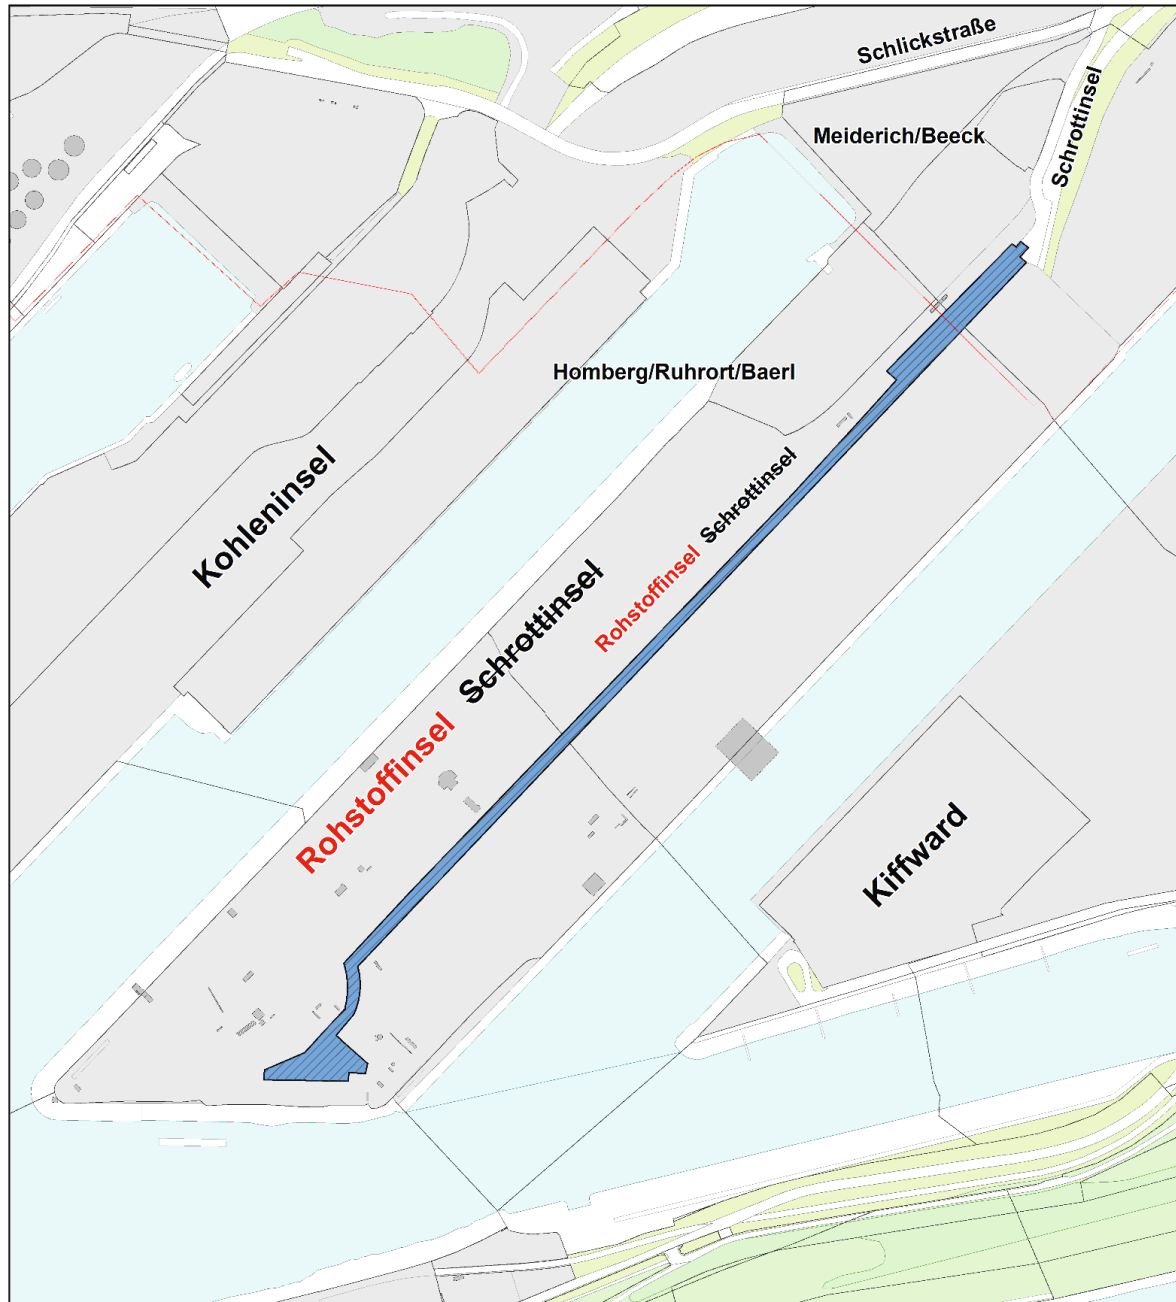 Schlickstraße
Schrottinsel
Meiderich/Beeck
Homberg/Ruhrort/Baerl
Kohleninsel
Rohstoffinsel Schrottinsel
Rohstoffinsel Schrottinsel
Kiffward